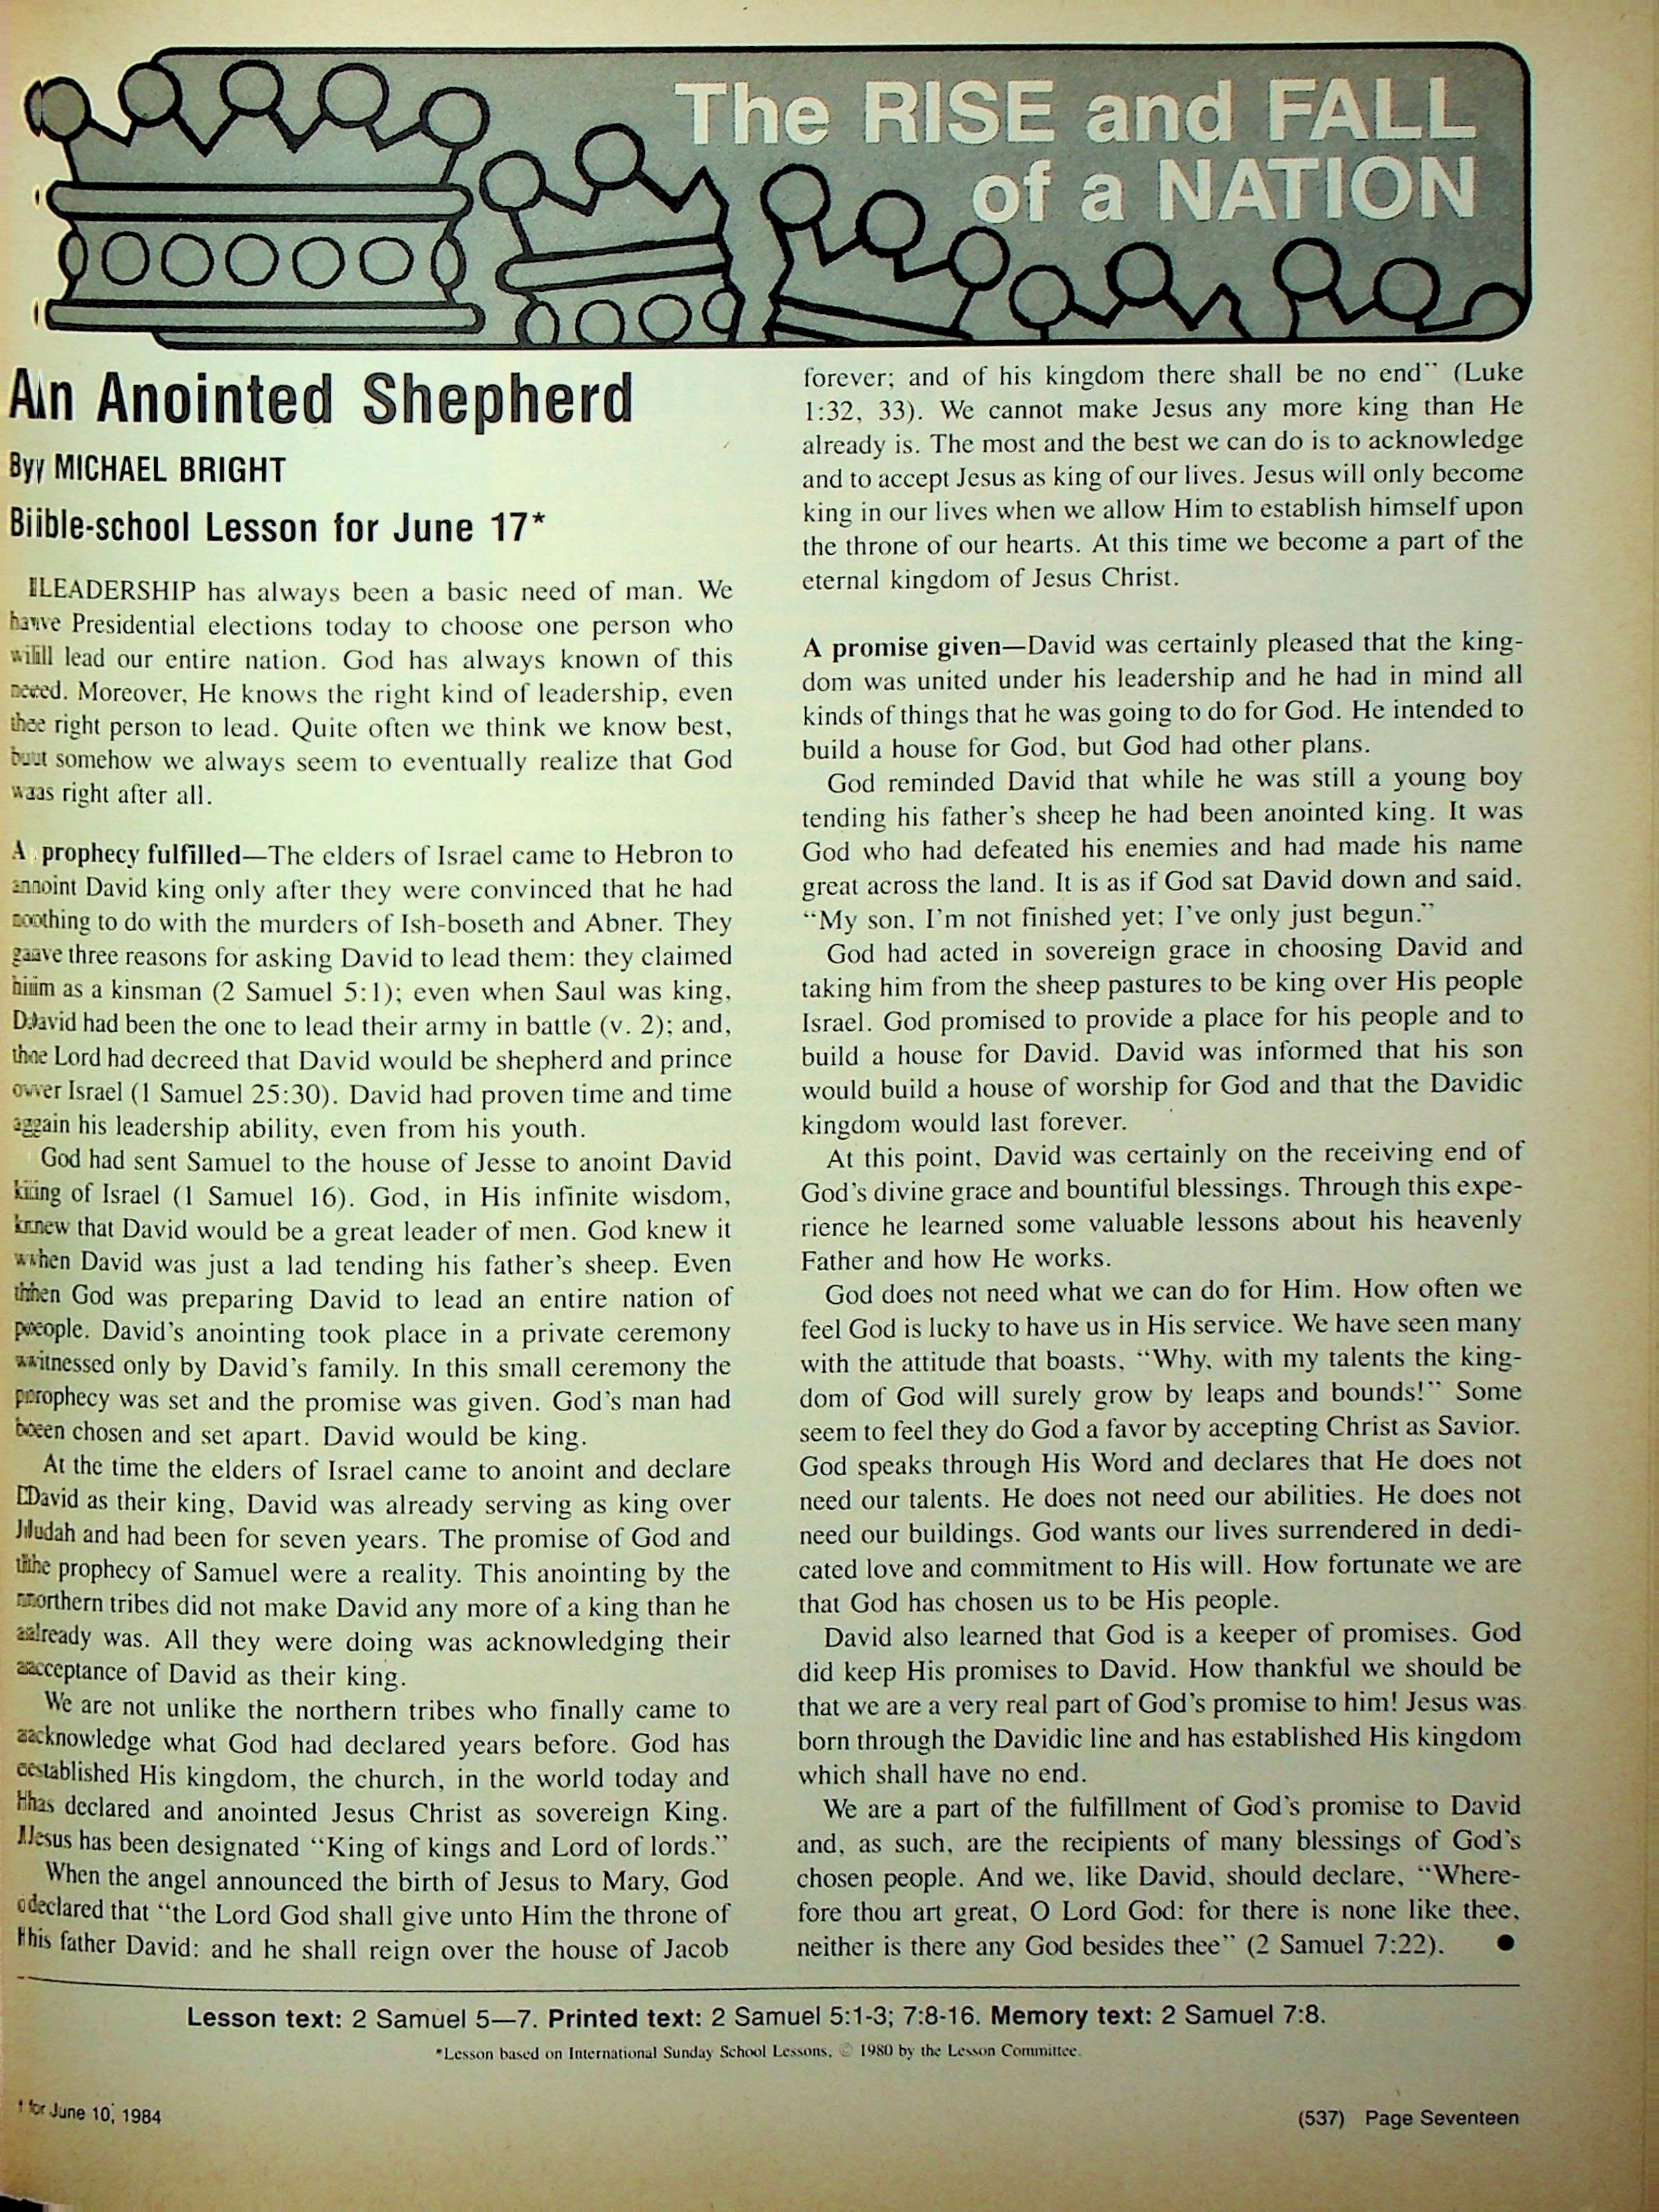 The RISE and FALL
of a NATION
An Anointed Shepherd
By MICHAEL BRIGHT
Bible-school Lesson for June 17*
LEADERSHIP has always been a basic need of man. We
have Presidential elections today to choose one person who
will lead our entire nation. God has always known of this
need. Moreover, He knows the right kind of leadership, even
the right person to lead. Quite often we think we know best,
but somehow we always seem to eventually realize that God
was right after all.
A prophecy fulfilled—The elders of Israel came to Hebron to
annoint David king only after they were convinced that he had
nothing to do with the murders of Ish-boseth and Abner. They
gave three reasons for asking David to lead them: they claimed
him as a kinsman (2 Samuel 5:1); even when Saul was king,
David had been the one to lead their army in battle (v. 2); and,
the Lord had decreed that David would be shepherd and prince
over Israel (1 Samuel 25:30). David had proven time and time
again his leadership ability, even from his youth.
God had sent Samuel to the house of Jesse to anoint David
king of Israel (1 Samuel 16). God, in His infinite wisdom,
knew that David would be a great leader of men. God knew it
when David was just a lad tending his father's sheep. Even
then God was preparing David to lead an entire nation of
people. David's anointing took place in a private ceremony
witnessed only by David's family. In this small ceremony the
prophecy was set and the promise was given. God's man had
been chosen and set apart. David would be king.
At the time the elders of Israel came to anoint and declare
David as their king, David was already serving as king over
Judah and had been for seven years. The promise of God and
the prophecy of Samuel were a reality. This anointing by the
northern tribes did not make David any more of a king than he
already was. All they were doing was acknowledging their
acceptance of David as their king.
We are not unlike the northern tribes who finally came to
acknowledge what God had declared years before. God has
established His kingdom, the church, in the world today and
has declared and anointed Jesus Christ as sovereign King.
Jesus has been designated “King of kings and Lord of lords.”
When the angel announced the birth of Jesus to Mary, God
declared that “the Lord God shall give unto Him the throne of
his father David: and he shall reign over the house of Jacob
forever; and of his kingdom there shall be no end” (Luke
1:32, 33). We cannot make Jesus any more king than He
already is. The most and the best we can do is to acknowledge
and to accept Jesus as king of our lives. Jesus will only become
king in our lives when we allow Him to establish himself upon
the throne of our hearts. At this time we become a part of the
eternal kingdom of Jesus Christ.
A promise given—David was certainly pleased that the king-
dom was united under his leadership and he had in mind all
kinds of things that he was going to do for God. He intended to
build a house for God, but God had other plans.
God reminded David that while he was still a young boy
tending his father's sheep he had been anointed king. It was
God who had defeated his enemies and had made his name
great across the land. It is as if God sat David down and said,
“My son, I'm not finished yet; I've only just begun.”
God had acted in sovereign grace in choosing David and
taking him from the sheep pastures to be king over His people
Israel. God promised to provide a place for his people and to
build a house for David. David was informed that his son
would build a house of worship for God and that the Davidic
kingdom would last forever.
At this point, David was certainly on the receiving end of
God's divine grace and bountiful blessings. Through this expe-
rience he learned some valuable lessons about his heavenly
Father and how He works.
God does not need what we can do for Him. How often we
feel God is lucky to have us in His service. We have seen many
with the attitude that boasts, “Why, with my talents the king-
dom of God will surely grow by leaps and bounds!” Some
seem to feel they do God a favor by accepting Christ as Savior.
God speaks through His Word and declares that He does not
need our talents. He does not need our abilities. He does not
need our buildings. God wants our lives surrendered in dedi-
cated love and commitment to His will. How fortunate we are
that God has chosen us to be His people.
David also learned that God is a keeper of promises. God
did keep His promises to David. How thankful we should be
that we are a very real part of God's promise to him! Jesus was
born through the Davidic line and has established His kingdom
which shall have no end.
We are a part of the fulfillment of God's promise to David
and, as such, are the recipients of many blessings of God's
chosen people. And we, like David, should declare, “Where-
fore thou art great, O Lord God: for there is none like thee,
neither is there any God besides thee” (2 Samuel 7:22). ●
Lesson text: 2 Samuel 5—7. Printed text: 2 Samuel 5:1-3; 7:8-16. Memory text: 2 Samuel 7:8.
*Lesson based on International Sunday School Lessons, © 1980 by the Lesson Committee.
for June 10, 1984
(537) Page Seventeen